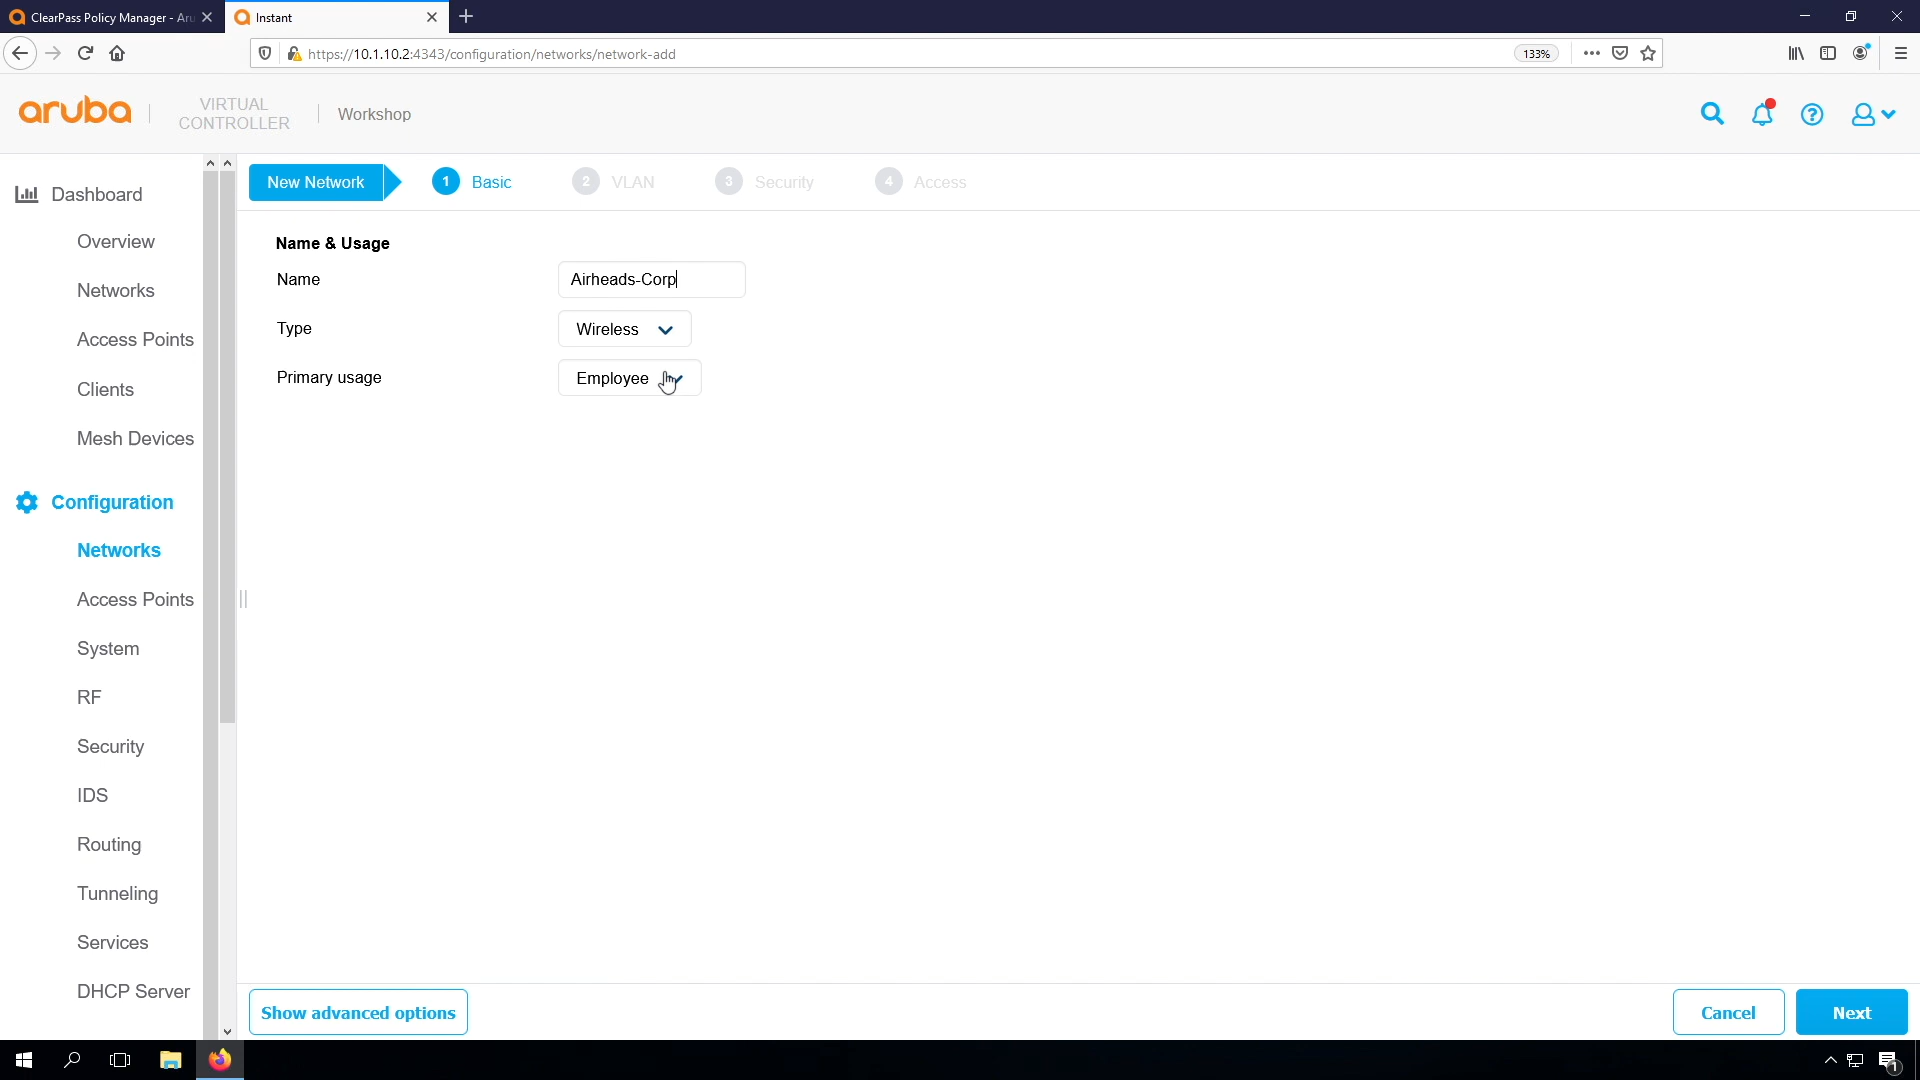 ClearPass Policy Manager - Aru
Instant
https://10.1.10.2:4343/configuration/networks/network-add
133%
aruba
VIRTUAL
CONTROLLER
Workshop
Dashboard
Overview
Networks
Access Points
Clients
Mesh Devices
Configuration
Networks
Access Points
System
RF
Security
IDS
Routing
Tunneling
Services
DHCP Server
New Network
1 Basic
2 VLAN
3 Security
4 Access
Name & Usage
Name
Airheads-Corp
Type
Wireless
Primary usage
Employee
Show advanced options
Cancel
Next
1